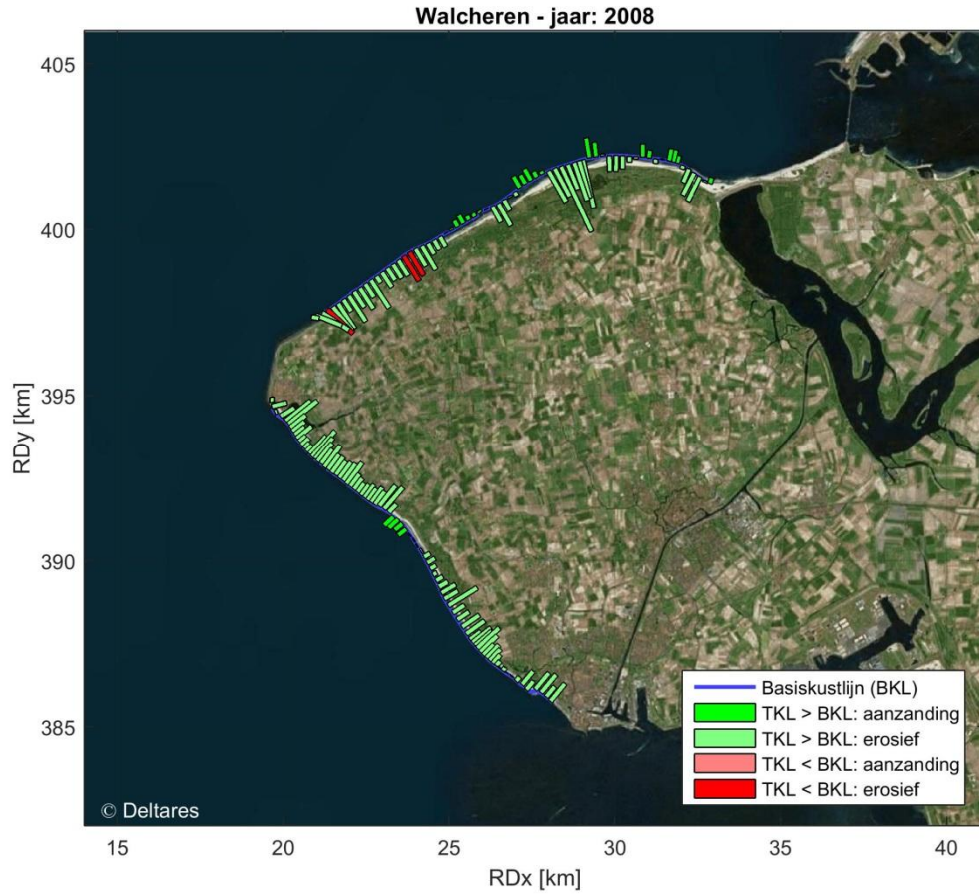 Walcheren - jaar: 2008
405
400
395
390
385
RDy [km]
15
20
25
30
35
40
RDx [km]
Basiskustlijn (BKL)
TKL > BKL: aanzanding
TKL > BKL: erosief
TKL < BKL: aanzanding
TKL < BKL: erosief
© Deltares